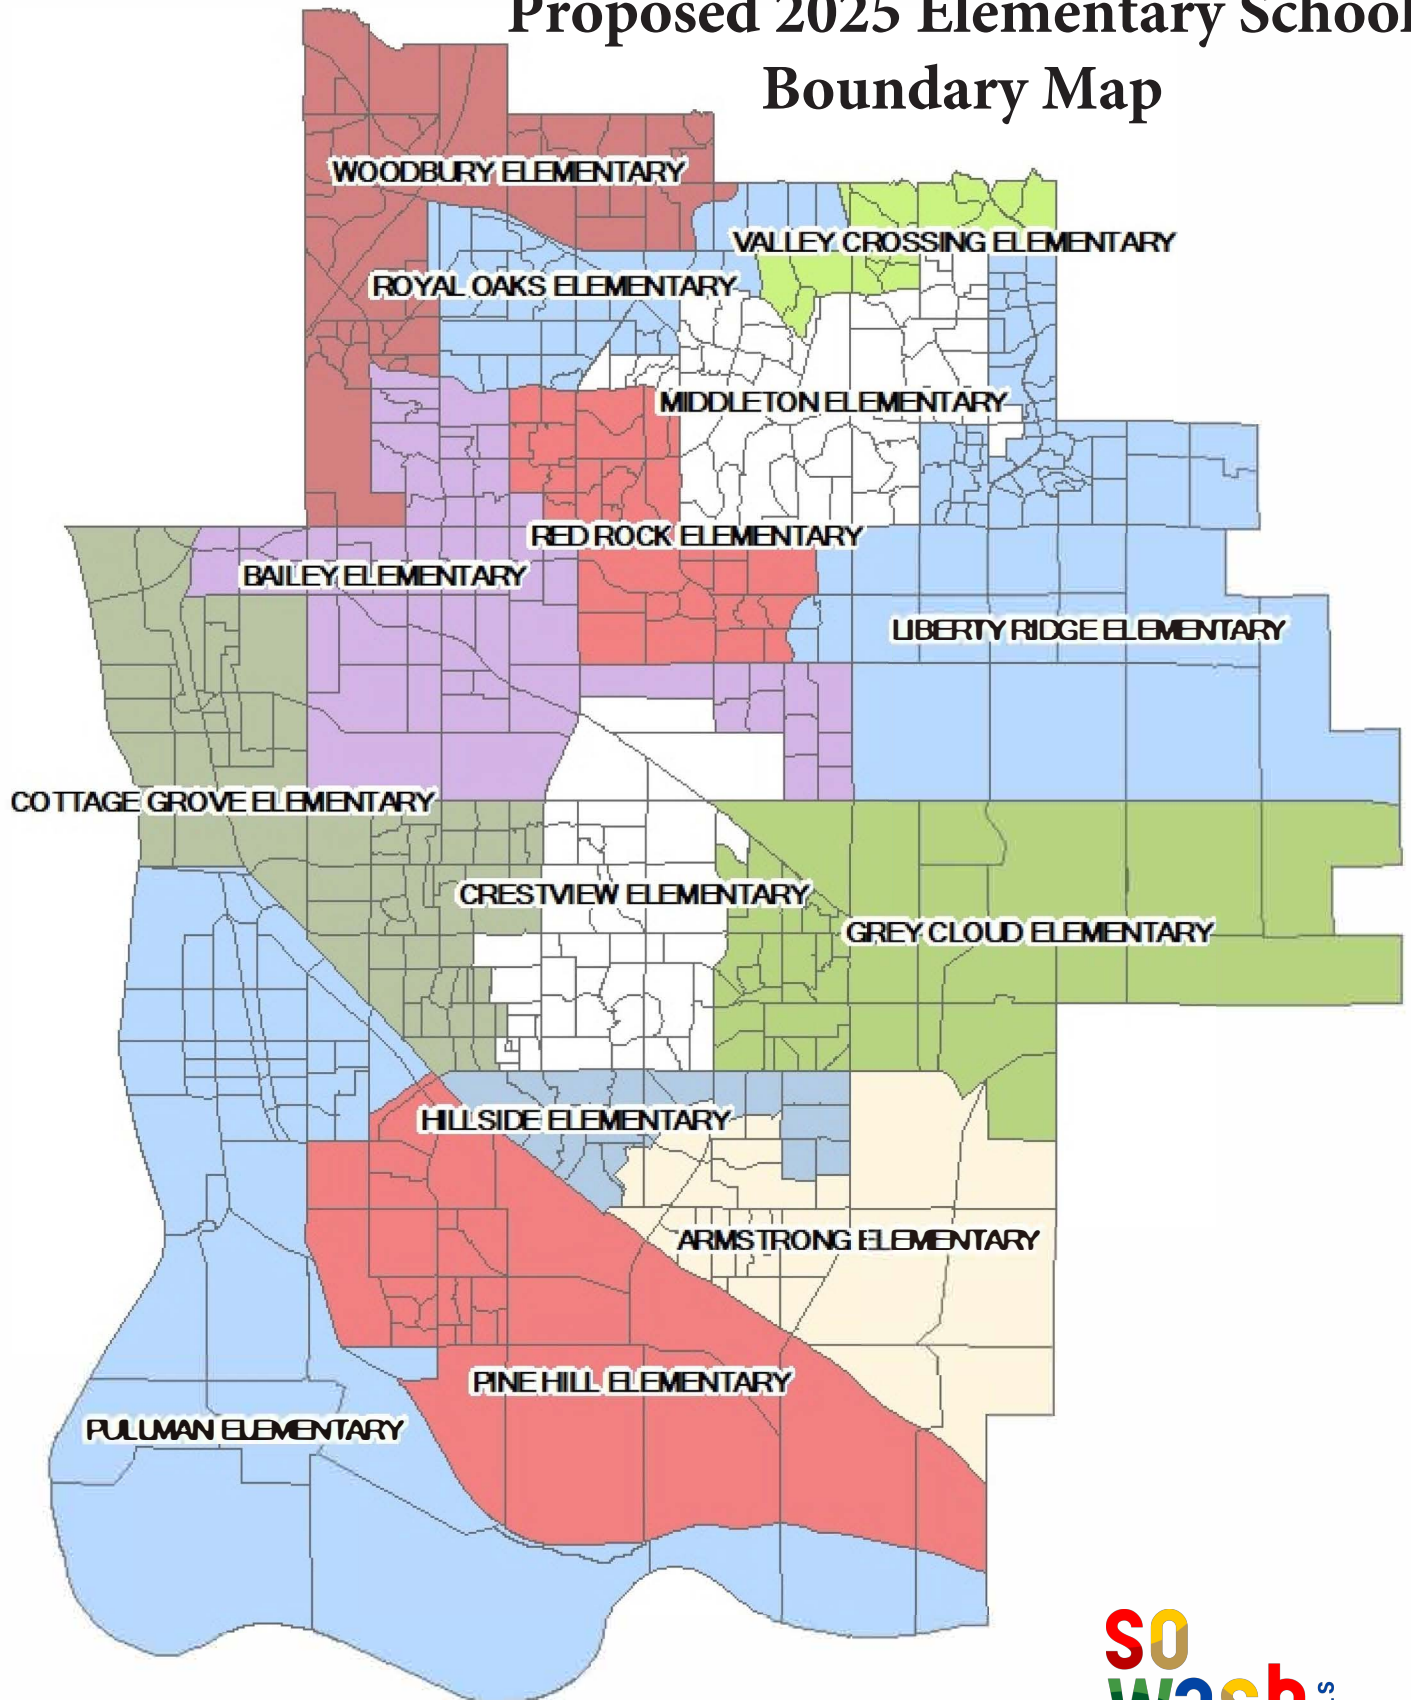 Proposed 2025 Elementary School
Boundary Map
WOODBURY ELEMENTARY
VALLEY CROSSING ELEMENTARY
ROYAL OAKS ELEMENTARY
MIDDLETON ELEMENTARY
RED ROCK ELEMENTARY
BAILEY ELEMENTARY
LIBERTY RIDGE ELEMENTARY
COTTAGE GROVE ELEMENTARY
CRESTVIEW ELEMENTARY
GREY CLOUD ELEMENTARY
HILLSIDE ELEMENTARY
ARMSTRONG ELEMENTARY
PINE HILL ELEMENTARY
PULLMAN ELEMENTARY
SO
wash